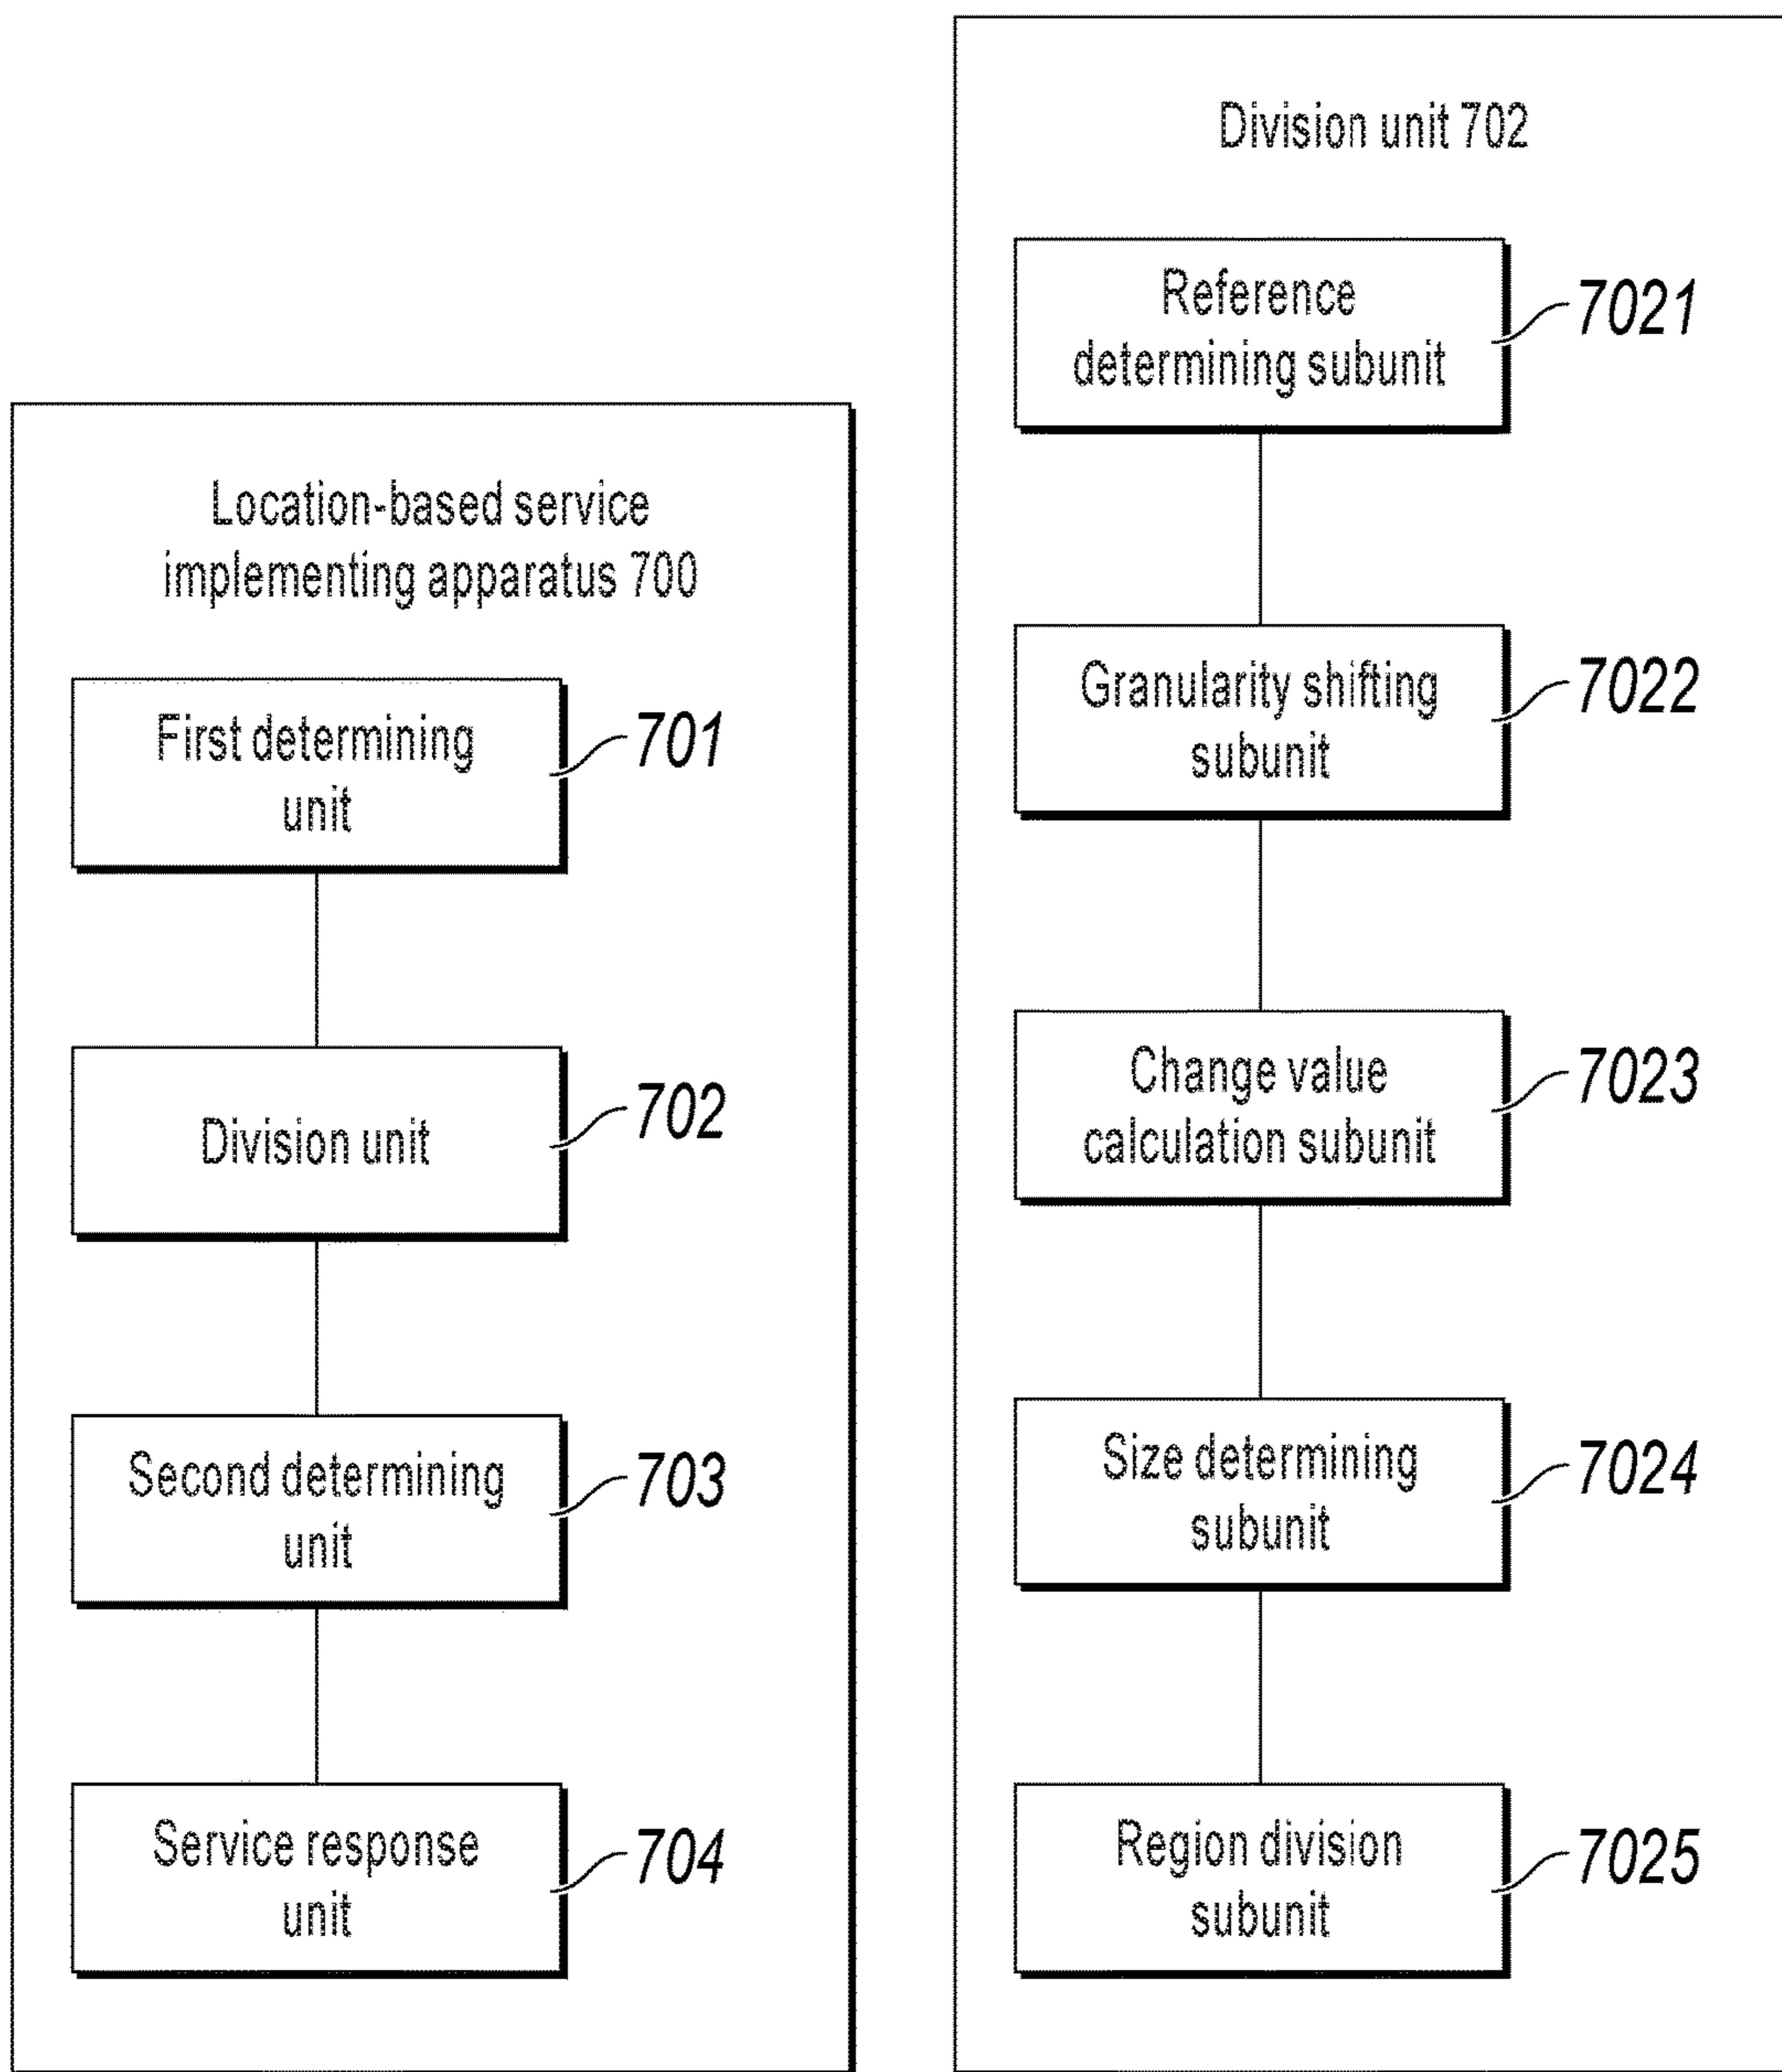 Location-based service
implementing apparatus 700
First determining
unit
701
Division unit
702
Second determining
unit
703
Service response
unit
704
Division unit 702
Reference
determining subunit
7021
Granularity shifting
subunit
7022
Change value
calculation subunit
7023
Size determining
subunit
7024
Region division
subunit
7025